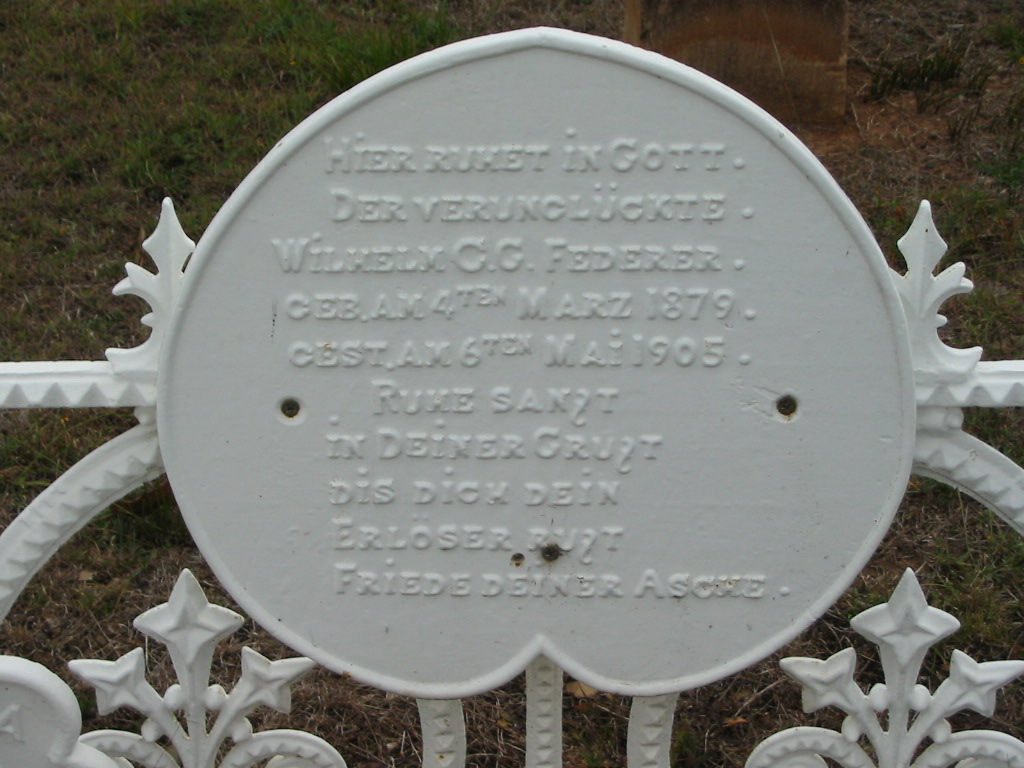 HiER RUHET iN GOTT.
DER VERUNGLÜCKTE.
WiLHELM C.G. FEDERER.
GEB, AM 4TEN MARZ 1879.
GEST, AM 6TEN MAi 1905.
RUHE SANFT
iN DEiNER GRUFT
DiS DiCH DEiN
ERLÖSER RUFT
FRiEDE DEiNER ASCHE.